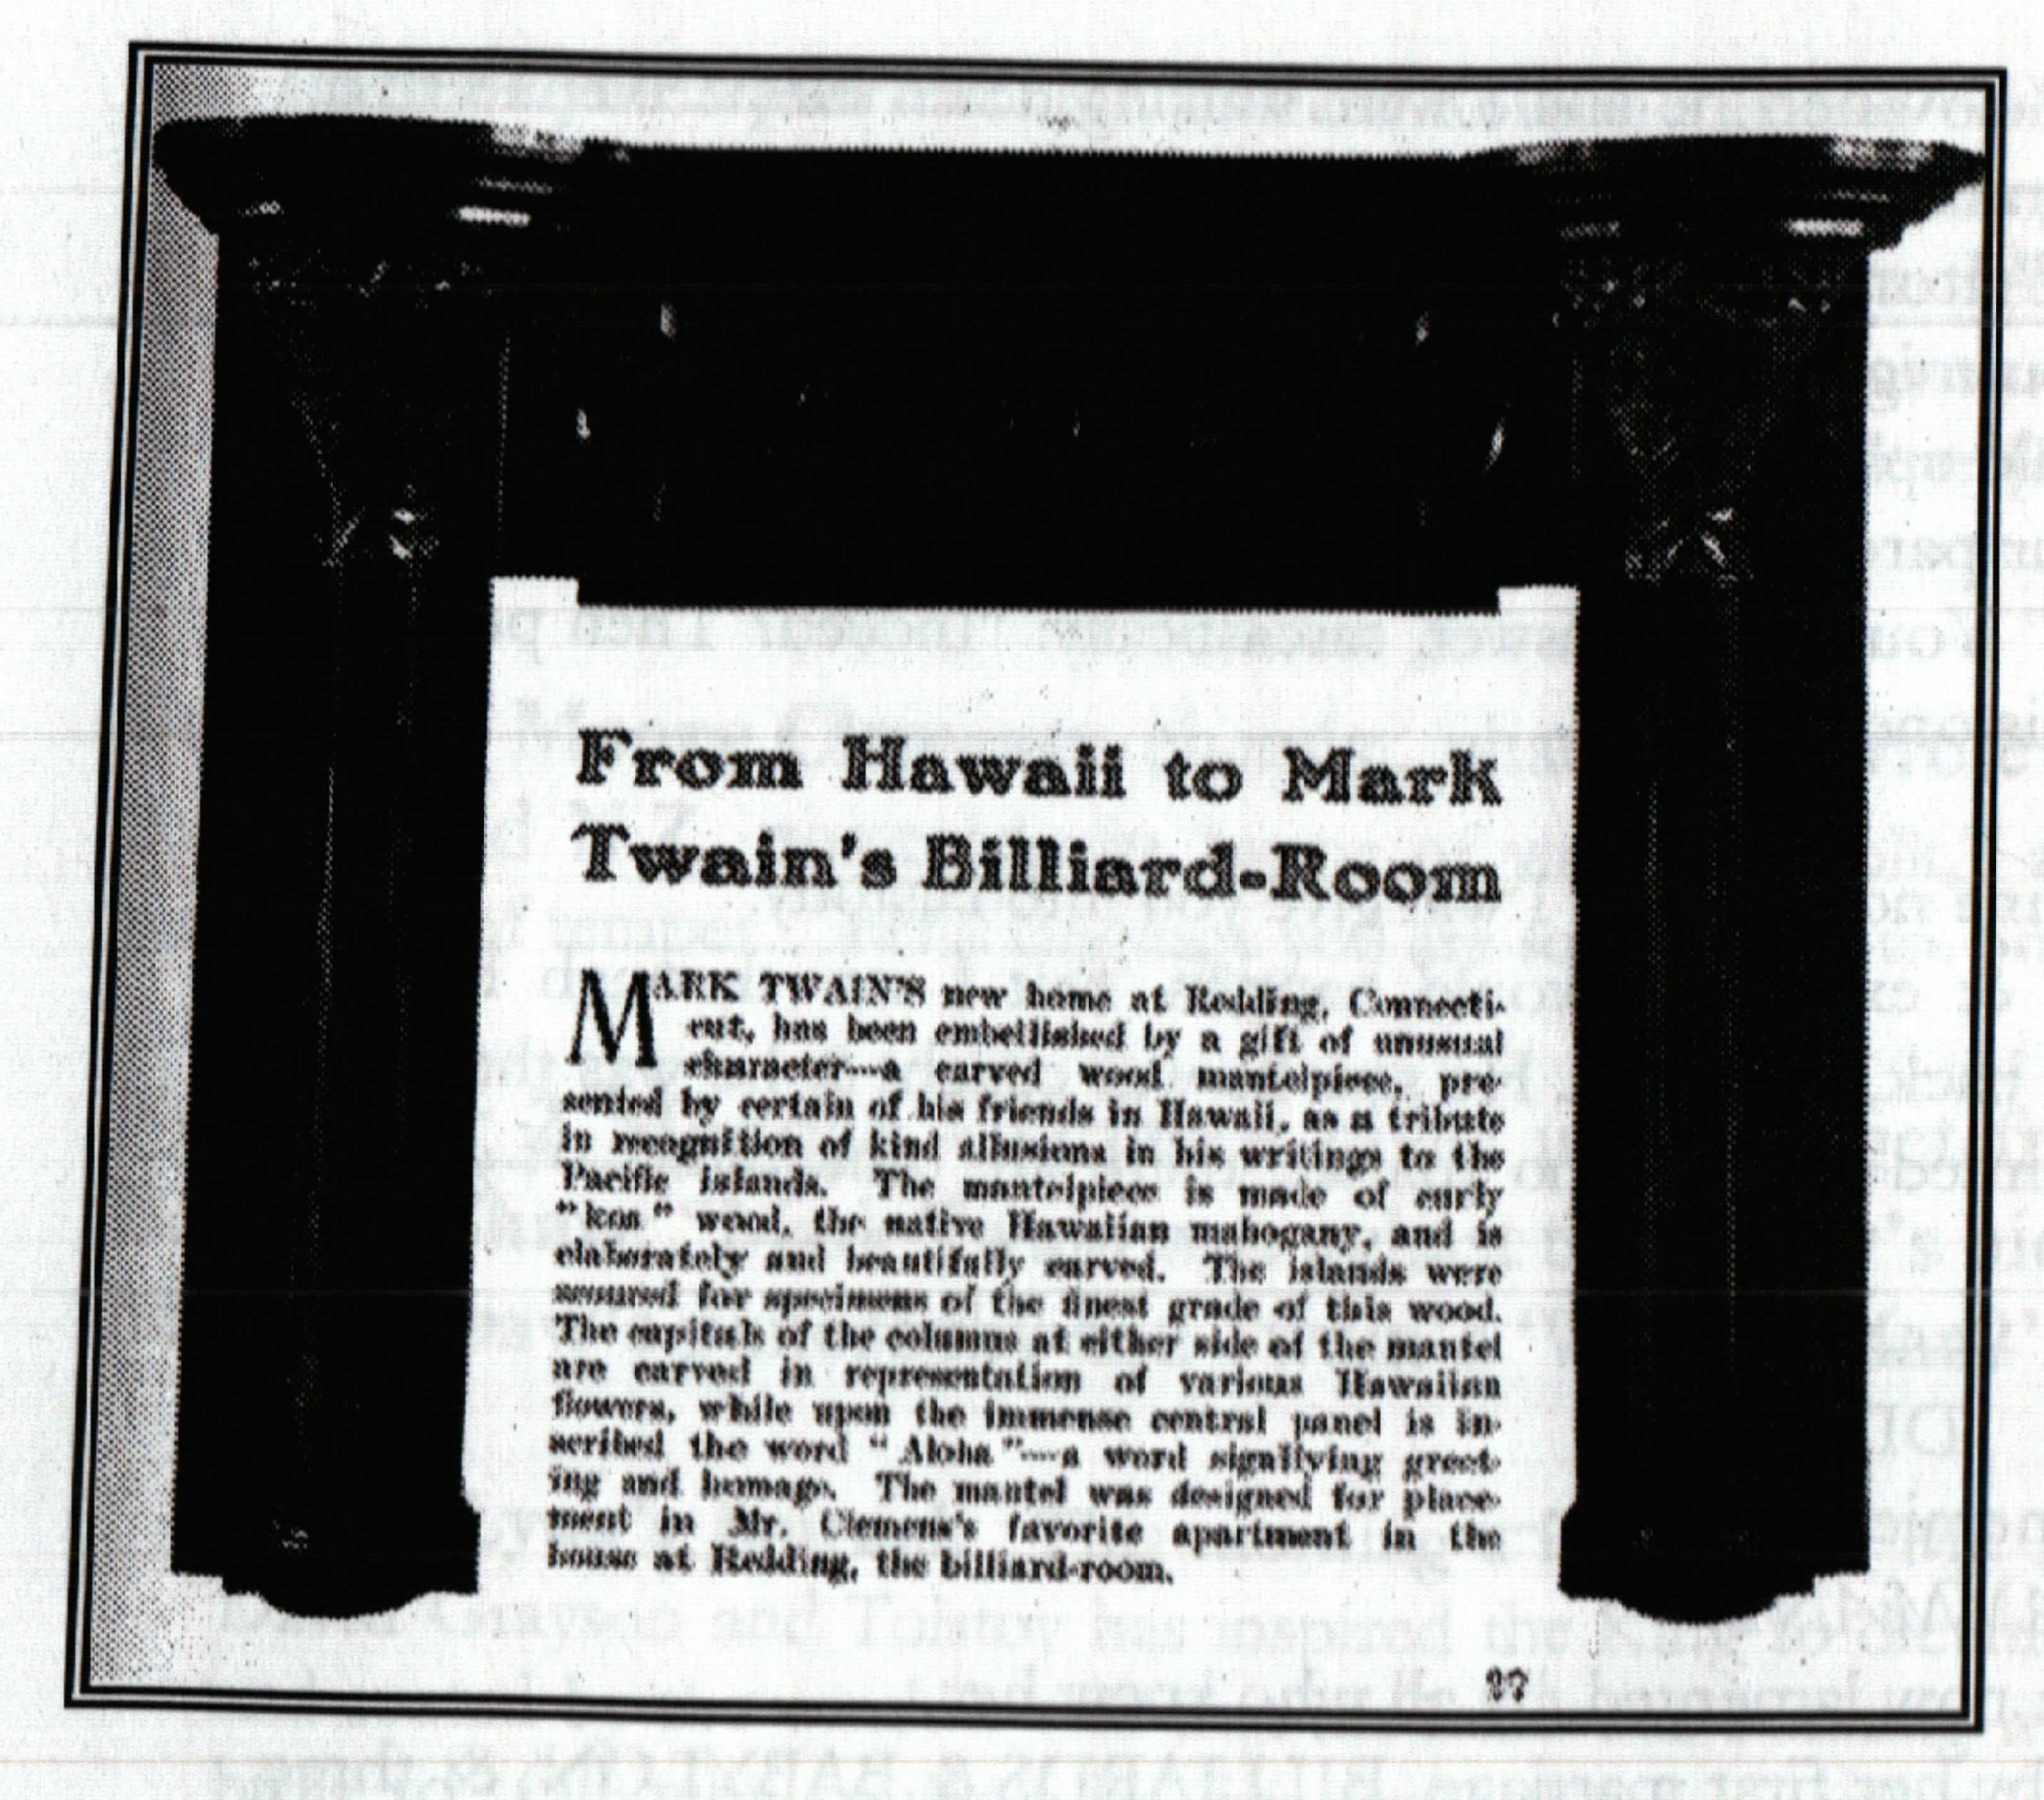 From Hawaii to Mark
Twain's Billiard-Room
MARK TWAIN'S new home at Redding, Connecti-
cut, has been embellished by a gift of unusual
character—a carved wood mantelpiece, pre-
sented by certain of his friends in Hawaii, as a tribute
in recognition of kind allusions in his writings to the
Pacific islands. The mantelpiece is made of curly
"koa" wood, the native Hawaiian mahogany, and is
elaborately and beautifully carved. The islands were
scoured for specimens of the finest grade of this wood.
The capitals of the columns at either side of the mantel
are carved in representation of various Hawaiian
flowers, while upon the immense central panel is in-
scribed the word "Aloha"—a word signifying greet-
ing and homage. The mantel was designed for place-
ment in Mr. Clemens's favorite apartment in the
house at Redding, the billiard-room.
27